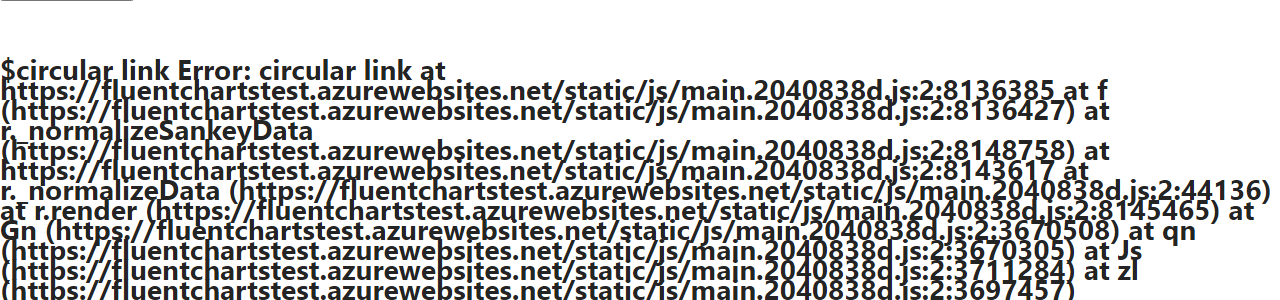 $circular link Error: circular link at
https://fluentchartstest.azurewebsites.net/static/js/main.2040838d.js:2:8136385 at f
(https://fluentchartstest.azurewebsites.net/static/js/main.2040838d.js:2:8136427) at
r._normalizeSankeyData
(https://fluentchartstest.azurewebsites.net/static/js/main.2040838d.js:2:8148758) at
https://fluentchartstest.azurewebsites.net/static/js/main.2040838d.js:2:8143617 at
r._normalizeData (https://fluentchartstest.azurewebsites.net/static/js/main.2040838d.js:2:44136)
at r.render (https://fluentchartstest.azurewebsites.net/static/js/main.2040838d.js:2:8145465) at
Gn (https://fluentchartstest.azurewebsites.net/static/js/main.2040838d.js:2:3670508) at qn
(https://fluentchartstest.azurewebsites.net/static/js/main.2040838d.js:2:3670305) at Js
(https://fluentchartstest.azurewebsites.net/static/js/main.2040838d.js:2:3711284) at zl
(https://fluentchartstest.azurewebsites.net/static/js/main.2040838d.js:2:3697457)